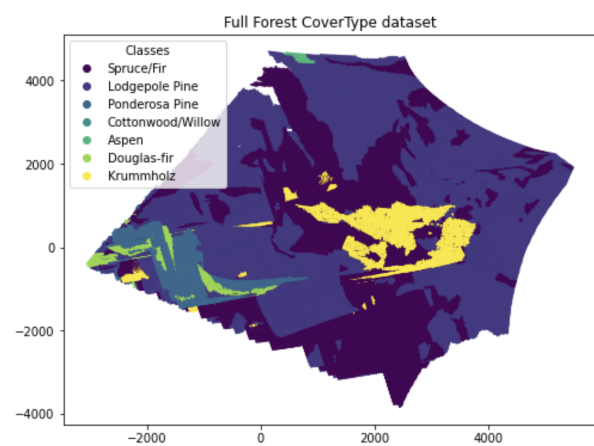 Full Forest CoverType dataset
Classes
Spruce/Fir
Lodgepole Pine
Ponderosa Pine
Cottonwood/Willow
Aspen
Douglas-fir
Krummholz
4000
2000
0
−2000
−4000
−2000
0
2000
4000